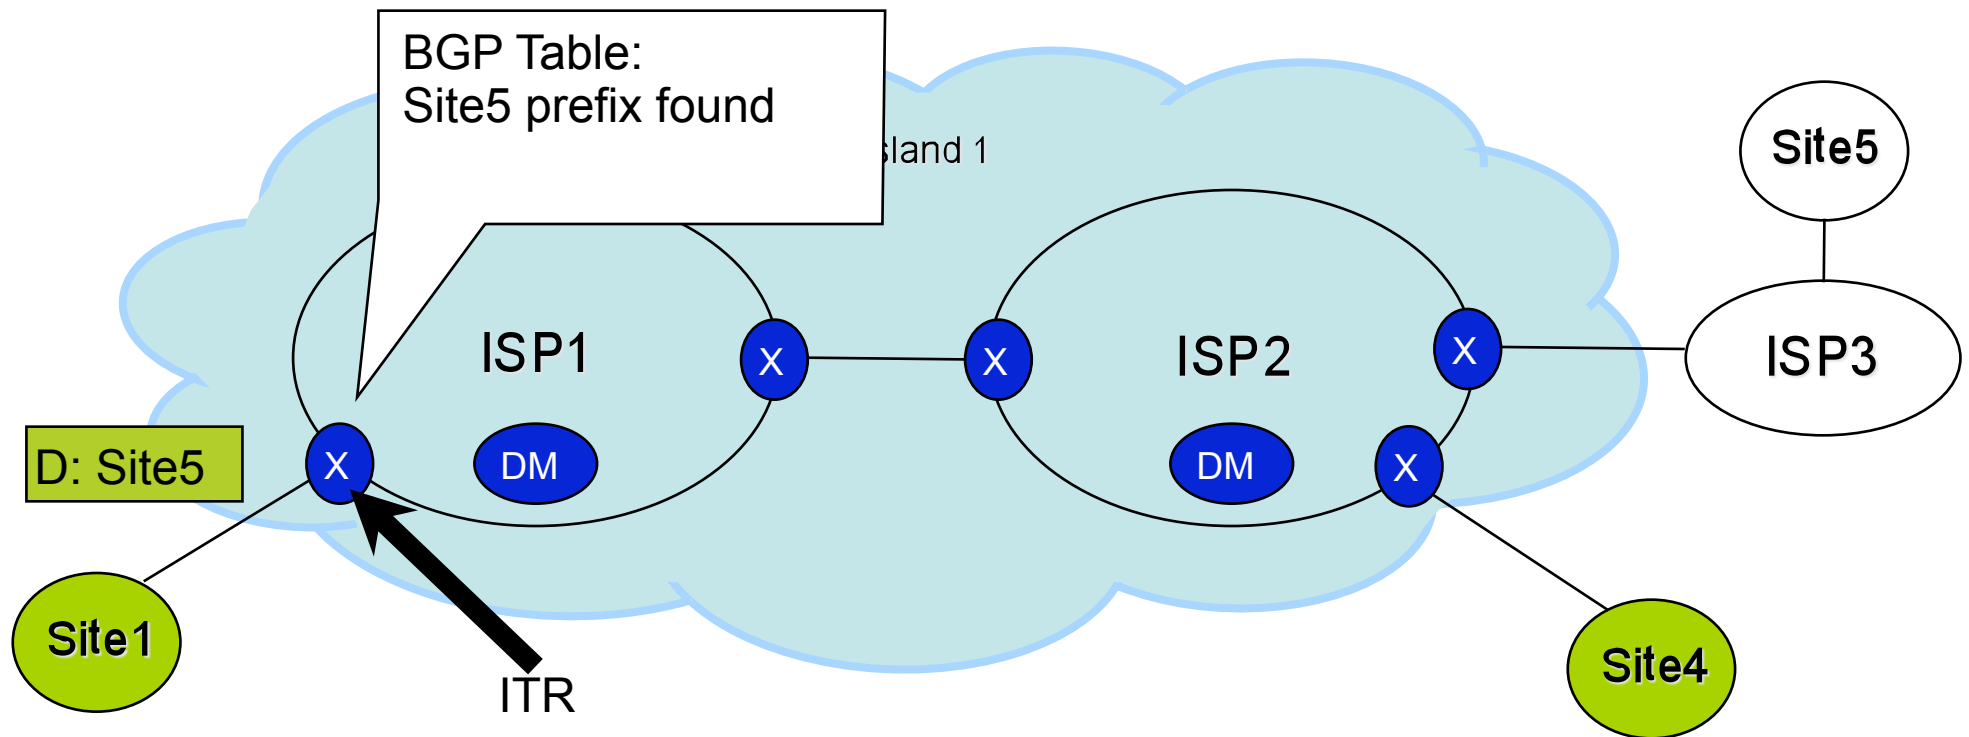 BGP Table:
Site5 prefix found
sland 1
Site5
ISP1
ISP2
ISP3
X
X
X
X
X
DM
DM
D: Site5
Site1
Site4
ITR